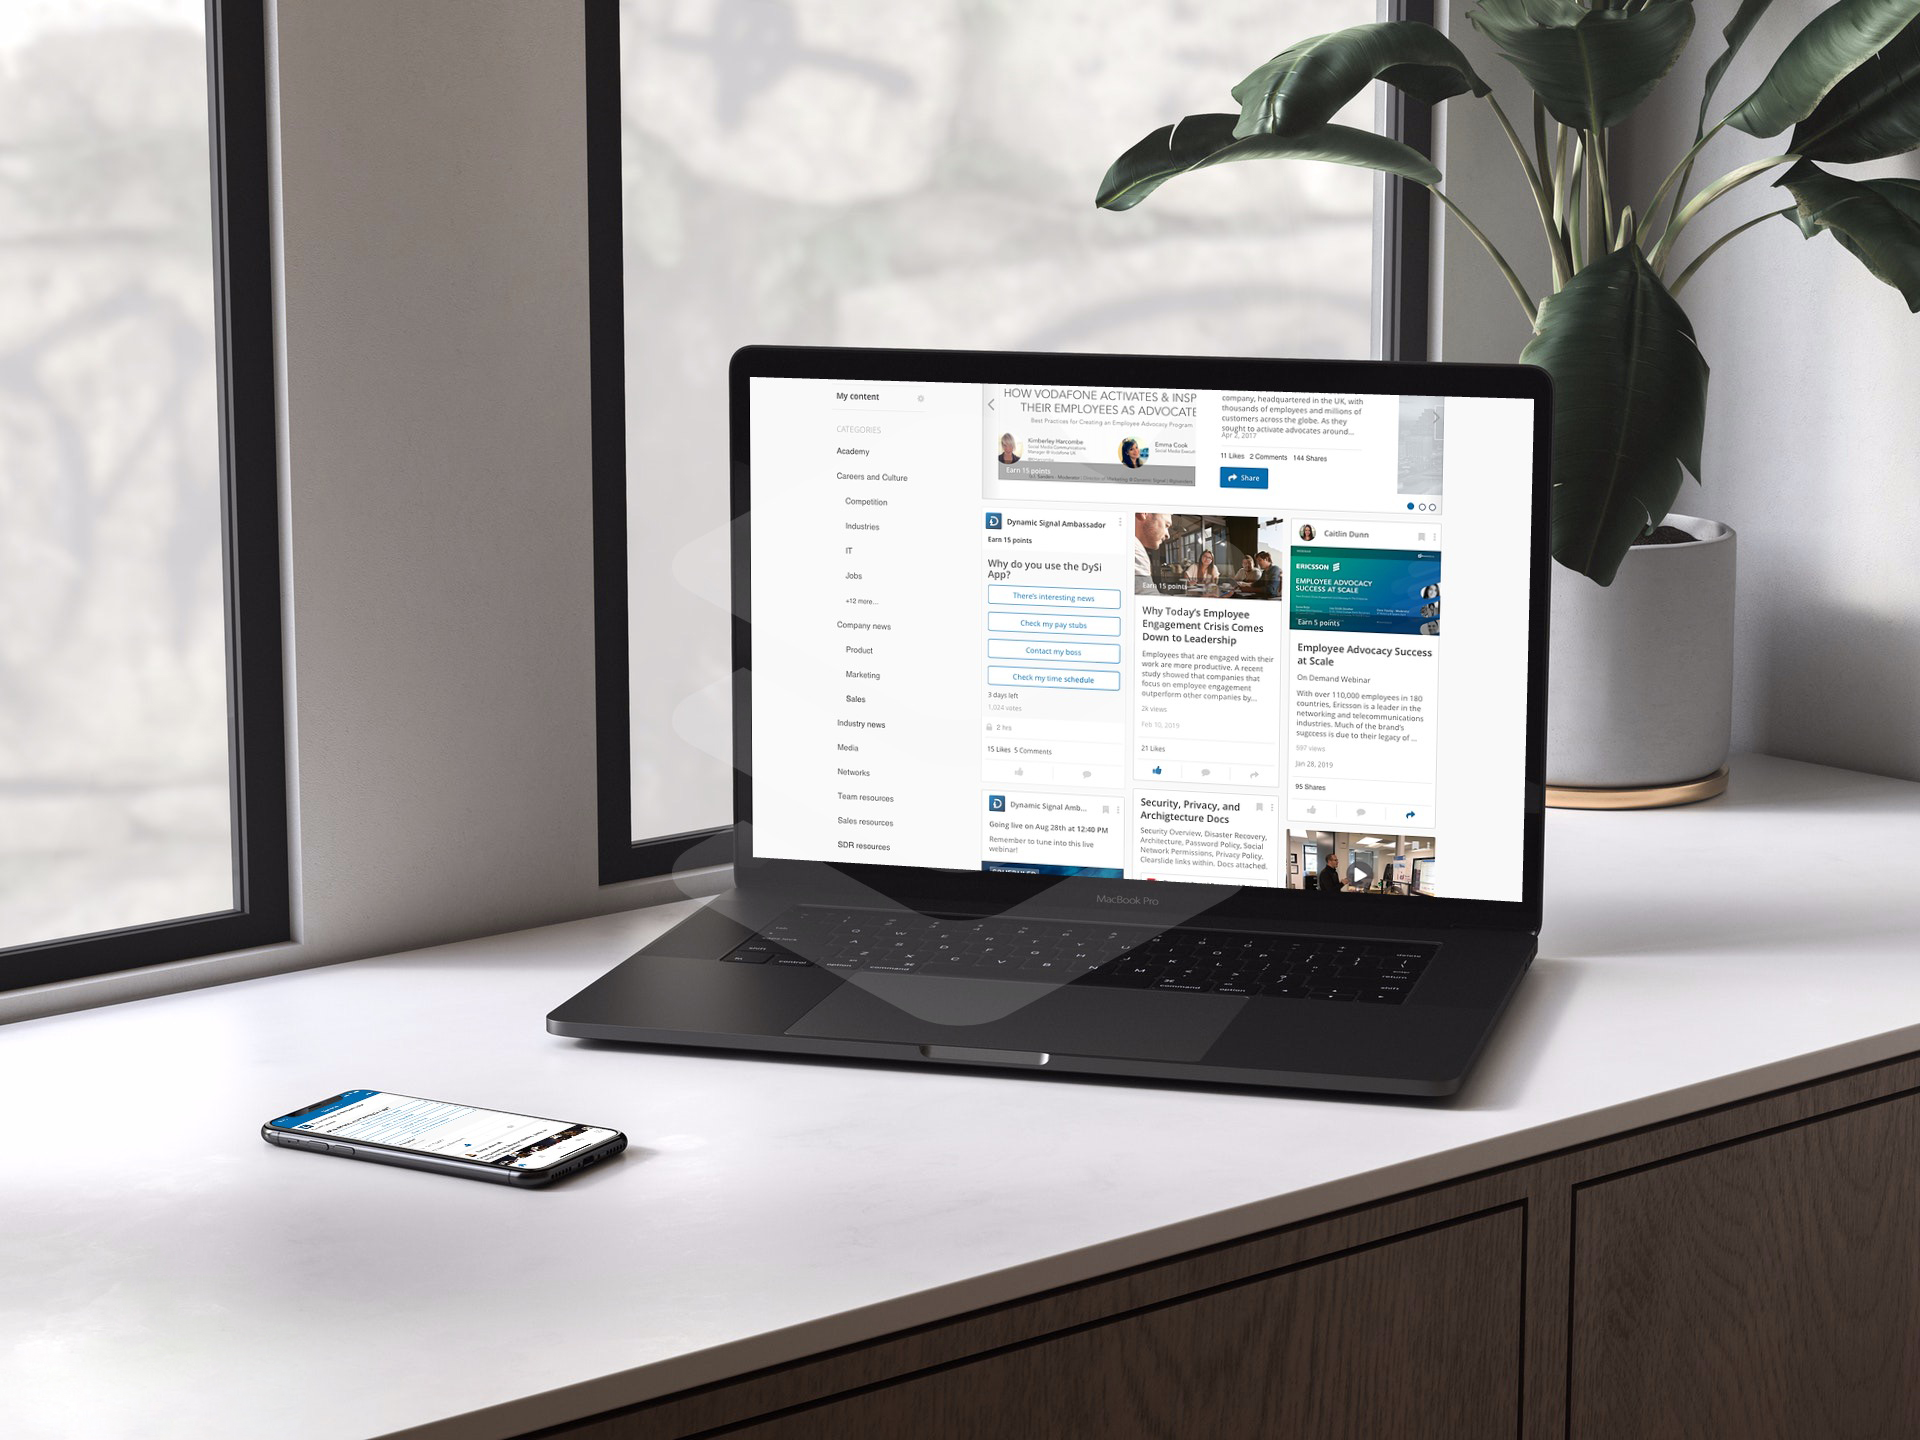 My content
CATEGORIES
Academy
Careers and Culture
Competition
Industries
IT
Jobs
+12 more...
Company news
Product
Marketing
Sales
Industry news
Media
Networks
Team resources
Sales resources
SDR resources
HOW VODAFONE ACTIVATES & INSP
THEIR EMPLOYEES AS ADVOCATE
Best Practices for Creating an Employee Advocacy Program
Kimberley Harcombe
Social Media Communications
Manager @ Vodafone UK
Emma Cook
Social Media Executi
Earn 15 points
company, headquartered in the UK, with
thousands of employees and millions of
customers across the globe. As they
sought to activate advocates around...
Apr 2, 2017
11 Likes 2 Comments 144 Shares
Share
Dynamic Signal Ambassador
Earn 15 points
Why do you use the DySi
App?
There's interesting news
Check my pay stubs
Contact my boss
Check my time schedule
3 days left
1,024 votes
2 hrs
15 Likes 5 Comments
Dynamic Signal Amb...
Going live on Aug 28th at 12:40 PM
Remember to tune into this live
webinar!
Earn 15 points
Why Today's Employee
Engagement Crisis Comes
Down to Leadership
Employees that are engaged with their
work are more productive. A recent
study showed that companies that
focus on employee engagement
outperform other companies by...
2k views
Feb 10, 2019
21 Likes
Security, Privacy, and
Archigtecture Docs
Security Overview, Disaster Recovery,
Architecture, Password Policy, Social
Network Permissions, Privacy Policy.
Clearslide links within. Docs attached.
Caitlin Dunn
ERICSSON
EMPLOYEE ADVOCACY
SUCCESS AT SCALE
Earn 5 points
Employee Advocacy Success
at Scale
On Demand Webinar
With over 110,000 employees in 180
countries, Ericsson is a leader in the
networking and telecommunications
industries. Much of the brand's
sugccess is due to their legacy of ...
597 views
Jan 28, 2019
95 Shares
MacBook Pro